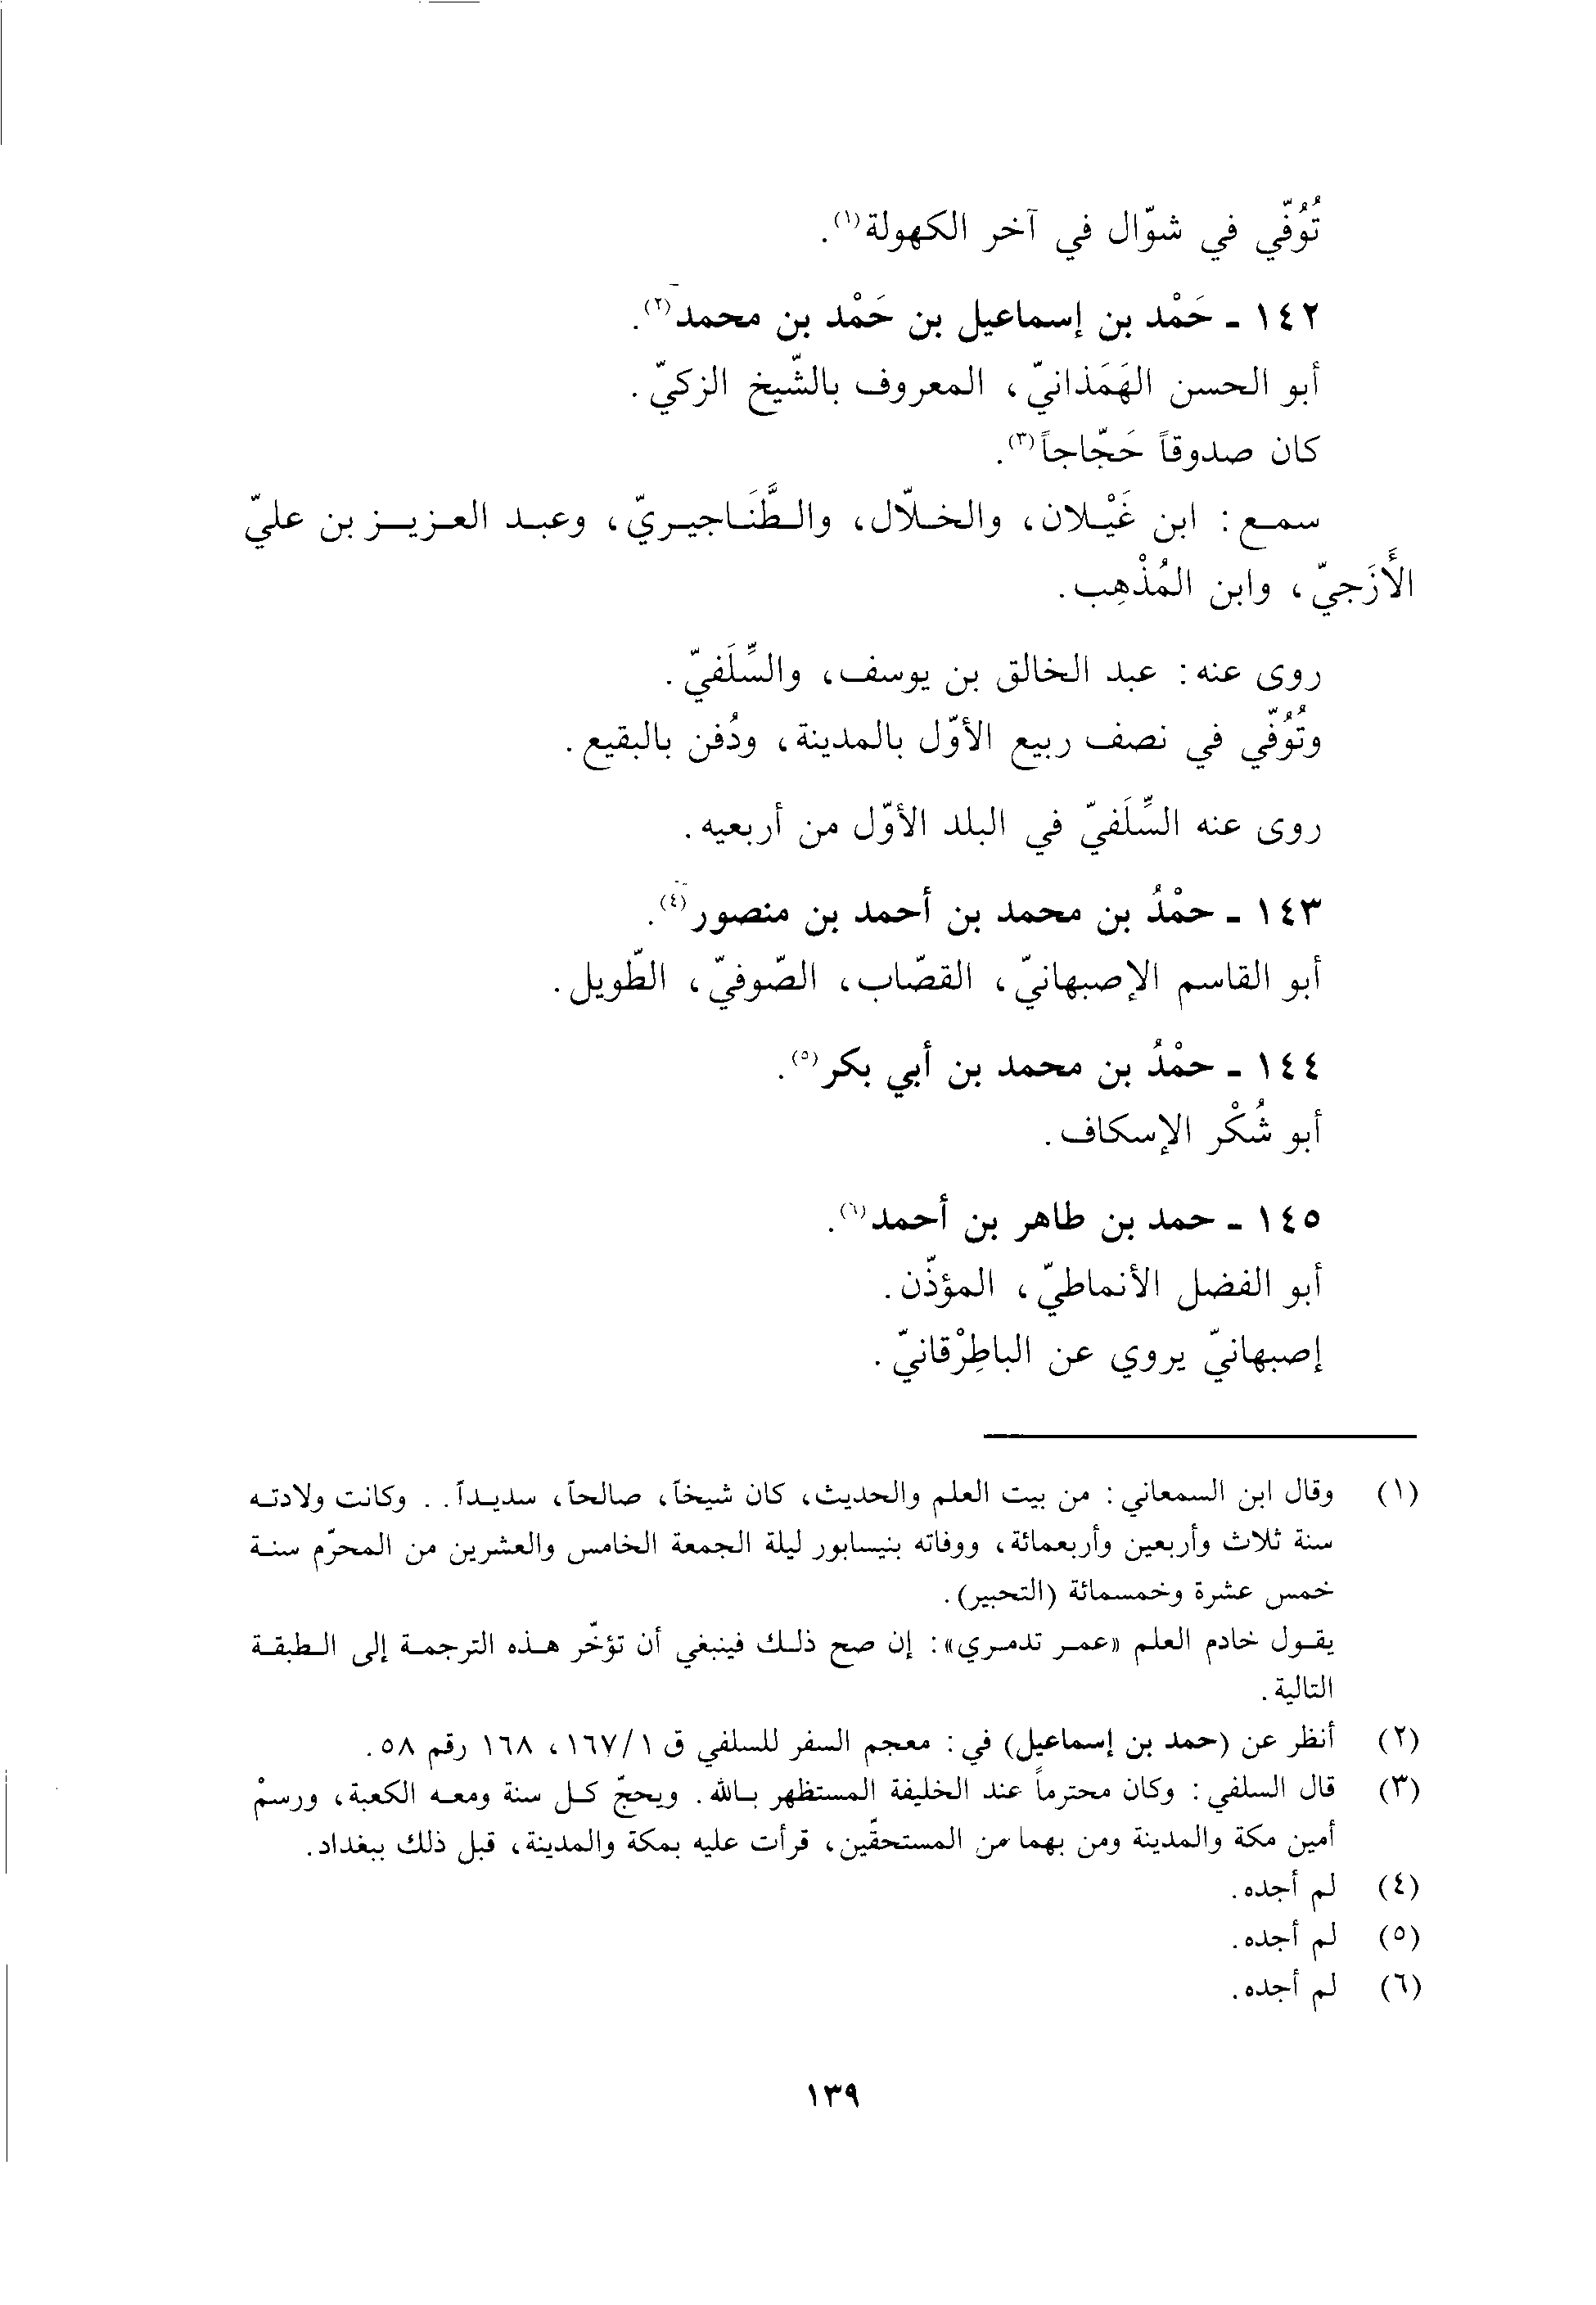 تُوُفّي في شوّال في آخر الكهولة(١).
١٤٢ - حَمْد بن إسماعيل بن حَمْد بن محمد(٢).
أبو الحسن الهَمَذانيّ، المعروف بالشّيخ الزكيّ.
كان صدوقاً حَجّاجاً(٣).
سمع: ابن غَيْلان، والخلّال، والطَّنَاجيريّ، وعبد العزيز بن عليّ
الأَزَجيّ، وابن المُذْهِب.
روى عنه: عبد الخالق بن يوسف، والسِّلَفيّ.
وتُوُفّي في نصف ربيع الأوّل بالمدينة، ودُفن بالبقيع.
روى عنه السِّلَفيّ في البلد الأوّل من أربعيه.
١٤٣ - حمْدُ بن محمد بن أحمد بن منصور(٤).
أبو القاسم الإصبهانيّ، القصّاب، الصّوفيّ، الطّويل.
١٤٤ - حمْدُ بن محمد بن أبي بكر(٥).
أبو شُكْر الإسكاف.
١٤٥ - حمد بن طاهر بن أحمد(٦).
أبو الفضل الأنماطيّ، المؤذّن.
إصبهانيّ يروي عن الباطِرْقانيّ.
(١) وقال ابن السمعاني: من بيت العلم والحديث، كان شيخاً، صالحاً، سديداً.. وكانت ولادته
سنة ثلاث وأربعين وأربعمائة، ووفاته بنيسابور ليلة الجمعة الخامس والعشرين من المحرّم سنة
خمس عشرة وخمسمائة (التحبير).
يقول خادم العلم «عمر تدمري»: إن صح ذلك فينبغي أن تؤخّر هذه الترجمة إلى الطبقة
التالية.
(٢) أنظر عن (حمد بن إسماعيل) في: معجم السفر للسلفي ق ١/١٦٧، ١٦٨ رقم ٥٨.
(٣) قال السلفي: وكان محترماً عند الخليفة المستظهر بالله. ويحجّ كل سنة ومعه الكعبة، ورسمْ
أمين مكة والمدينة ومن بهما من المستحقّين، قرأت عليه بمكة والمدينة، قبل ذلك ببغداد.
(٤) لم أجده.
(٥) لم أجده.
(٦) لم أجده.
١٣٩